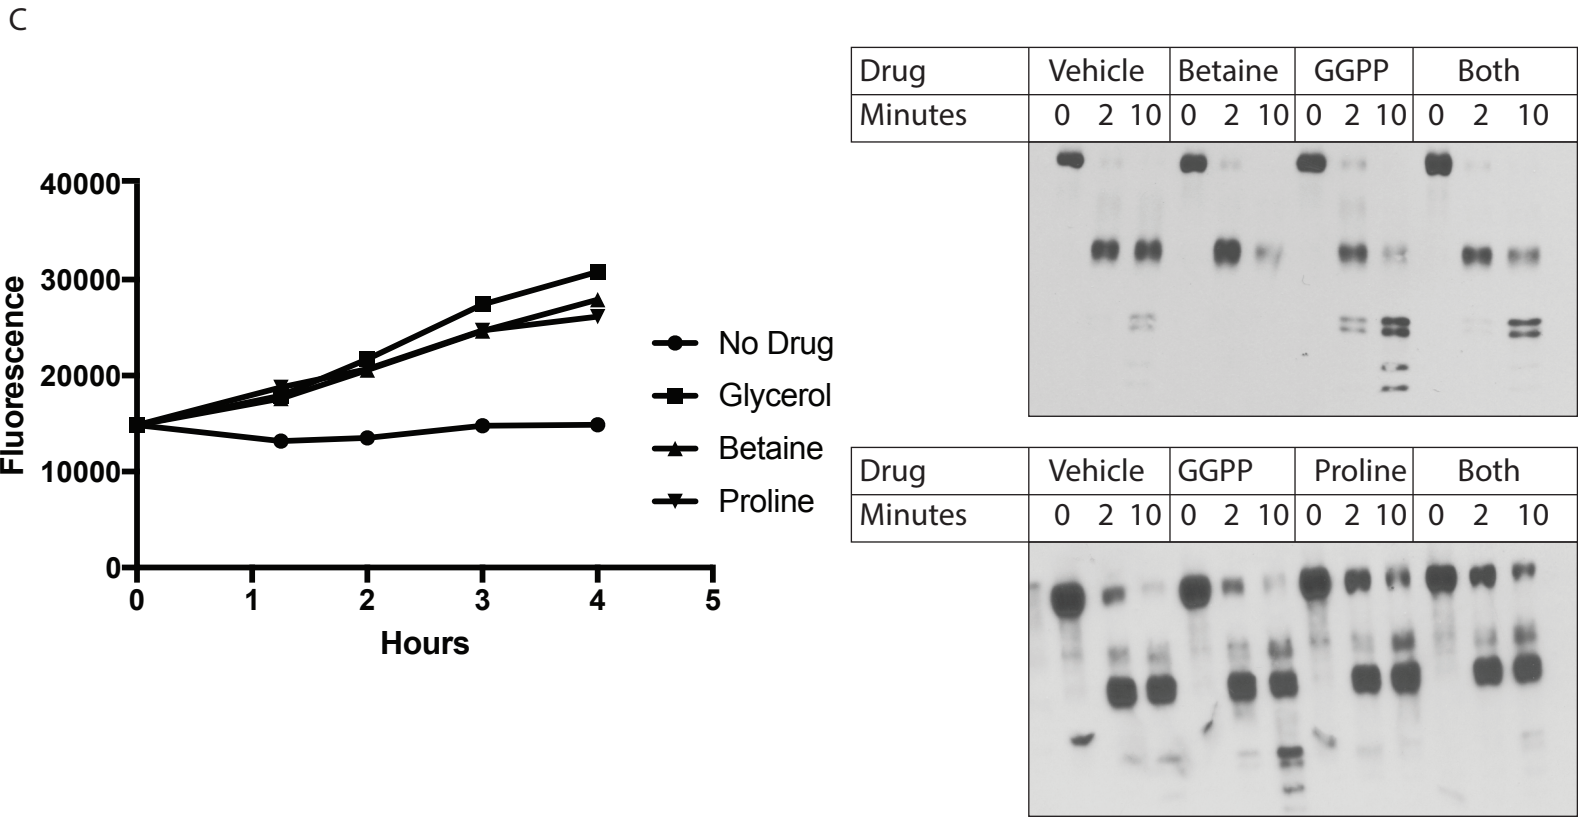 C
Fluorescence
40000
30000
20000
10000
0
0 1 2 3 4 5
Hours
No Drug
Glycerol
Betaine
Proline
Drug Vehicle Betaine GGPP Both
Minutes 0 2 10 0 2 10 0 2 10 0 2 10
Drug Vehicle GGPP Proline Both
Minutes 0 2 10 0 2 10 0 2 10 0 2 10